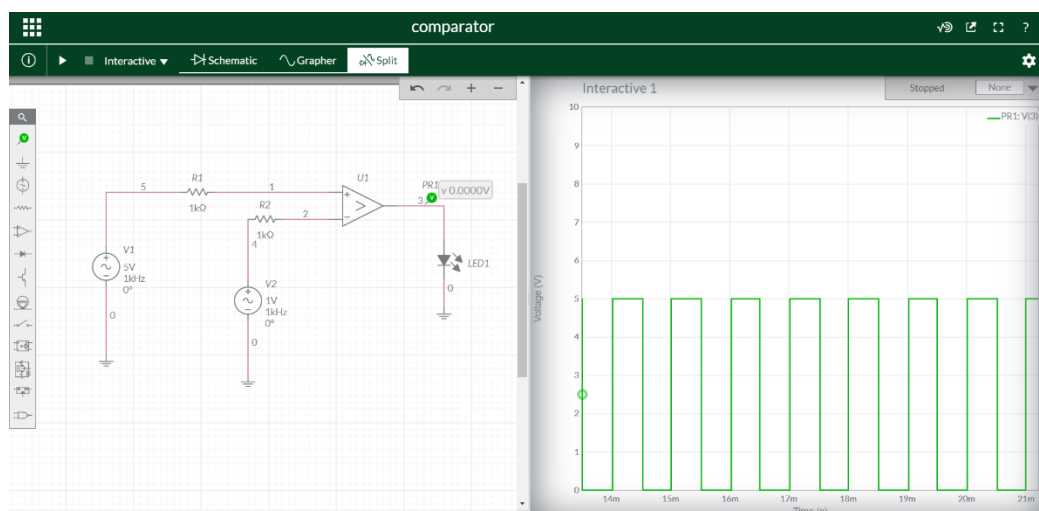 comparator
?
Interactive
Schematic
Grapher
Split
Interactive 1
Stopped
None
PR1: V(3)
5
R1
1kΩ
1
R2
1kΩ
2
4
U1
PR1
3
v 0.0000V
V1
5V
1kHz
0°
0
V2
1V
1kHz
0°
0
LED1
0
Voltage (V)
10
9
8
7
6
5
4
3
2
1
0
14m
15m
16m
17m
18m
19m
20m
21m
Time (s)